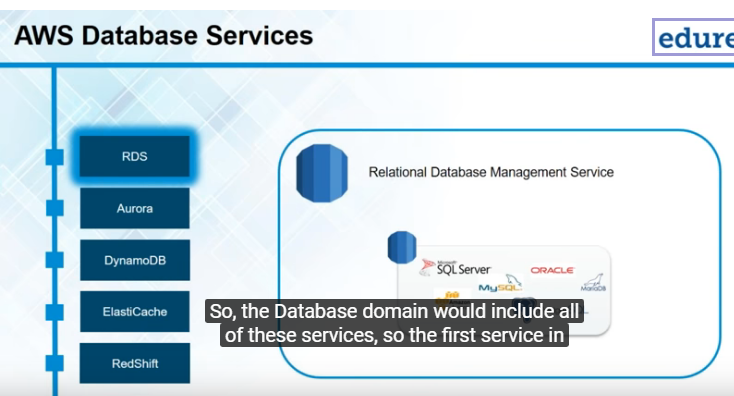 AWS Database Services
edure
RDS
Aurora
DynamoDB
ElastiCache
RedShift
Relational Database Management Service
Microsoft
SQL Server
ORACLE
MySQL
MariaDB
So, the Database domain would include all
of these services, so the first service in